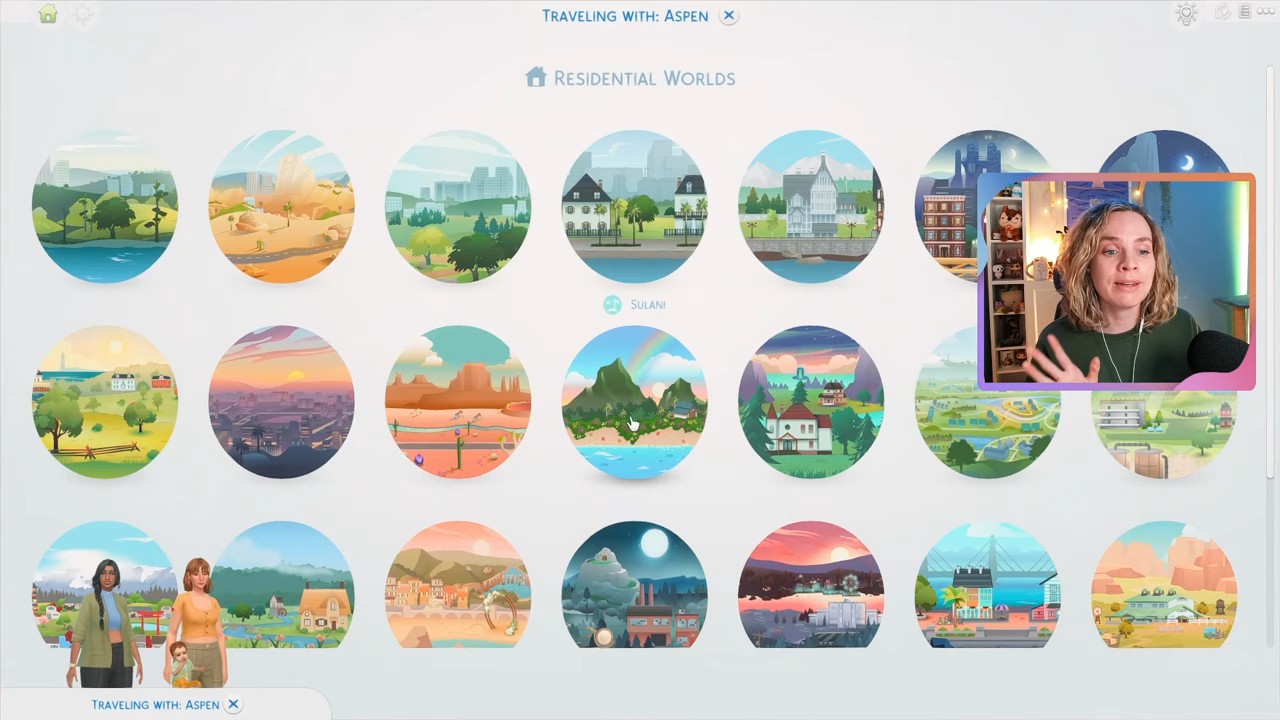 TRAVELING WITH: ASPEN
RESIDENTIAL WORLDS
SULANI
TRAVELING WITH: ASPEN